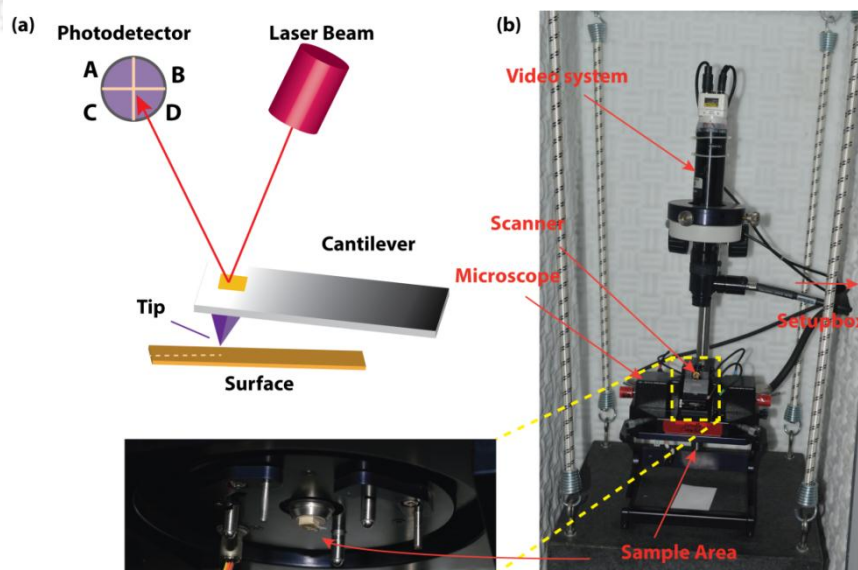 (a)
Photodetector
Laser Beam
A
B
C
D
Cantilever
Tip
Surface
(b)
Video system
Scanner
Microscope
Setupbox
Sample Area